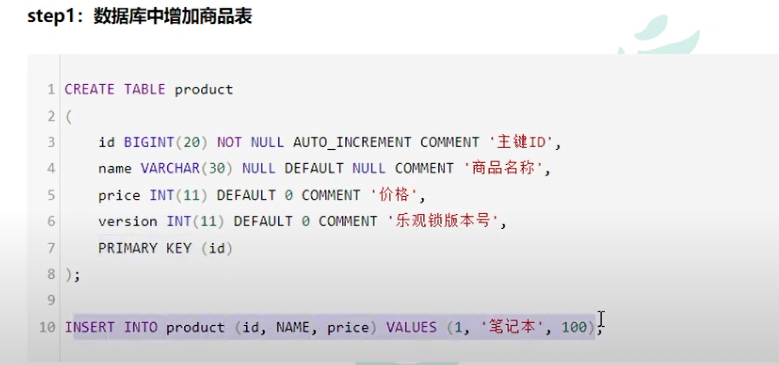 step1：数据库中增加商品表
1 CREATE TABLE product
2 (
3 id BIGINT(20) NOT NULL AUTO_INCREMENT COMMENT '主键ID',
4 name VARCHAR(30) NULL DEFAULT NULL COMMENT '商品名称',
5 price INT(11) DEFAULT 0 COMMENT '价格',
6 version INT(11) DEFAULT 0 COMMENT '乐观锁版本号',
7 PRIMARY KEY (id)
8 );
9
10 INSERT INTO product (id, NAME, price) VALUES (1, '笔记本', 100);